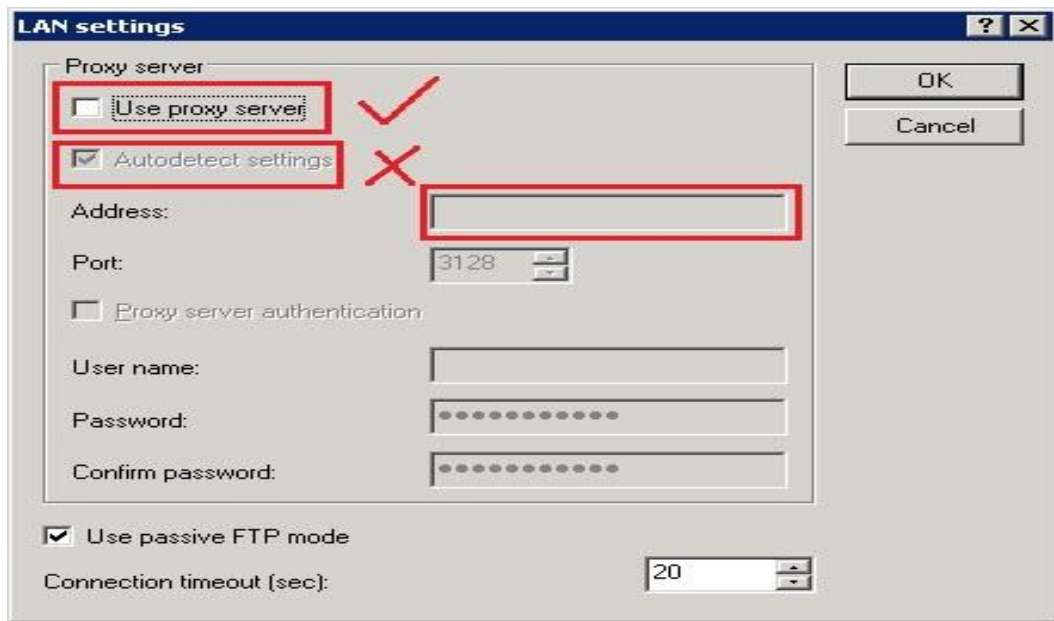 LAN settings
Proxy server
Use proxy server
OK
Autodetect settings
Cancel
Address:
Port: 3128
Proxy server authentication
User name:
Password: ●●●●●●●●●●●
Confirm password: ●●●●●●●●●●●
Use passive FTP mode
Connection timeout (sec): 20